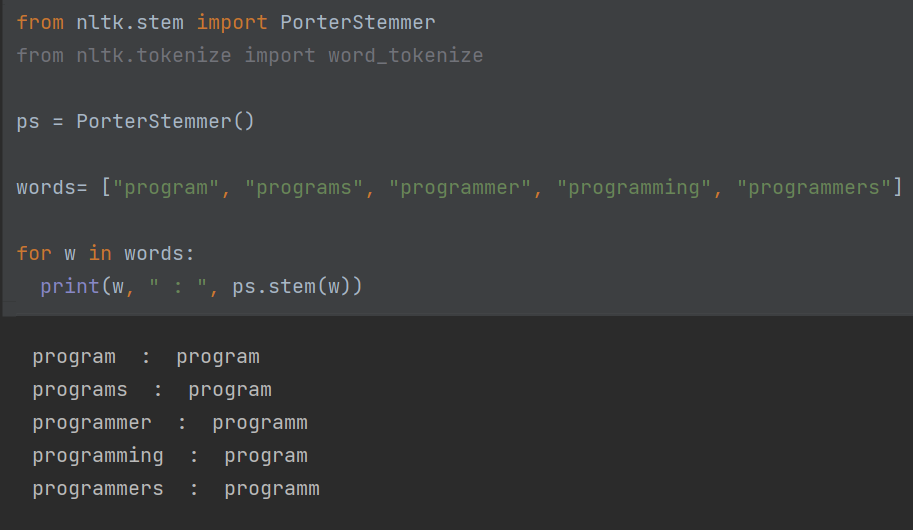 from nltk.stem import PorterStemmer
from nltk.tokenize import word_tokenize
ps = PorterStemmer()
words= ["program", "programs", "programmer", "programming", "programmers"]
for w in words:
  print(w, " : ", ps.stem(w))
program  :  program
programs  :  program
programmer  :  programm
programming  :  program
programmers  :  programm